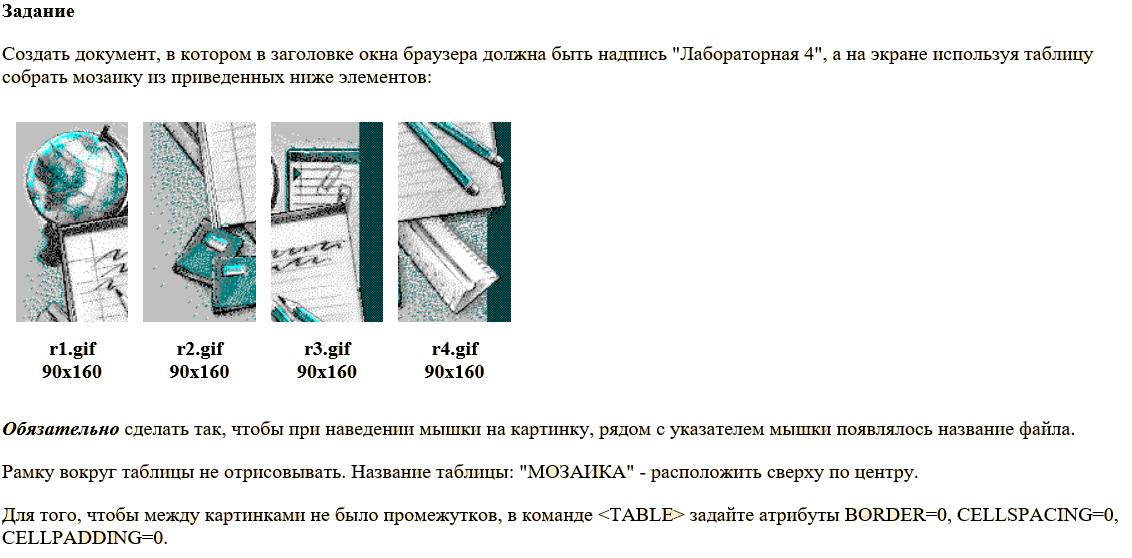 Задание
Создать документ, в котором в заголовке окна браузера должна быть надпись "Лабораторная 4", а на экране используя таблицу
собрать мозаику из приведенных ниже элементов:
r1.gif r2.gif r3.gif r4.gif
90x160 90x160 90x160 90x160
Обязательно сделать так, чтобы при наведении мышки на картинку, рядом с указателем мышки появлялось название файла.
Рамку вокруг таблицы не отрисовывать. Название таблицы: "МОЗАИКА" - расположить сверху по центру.
Для того, чтобы между картинками не было промежутков, в команде <TABLE> задайте атрибуты BORDER=0, CELLSPACING=0,
CELLPADDING=0.